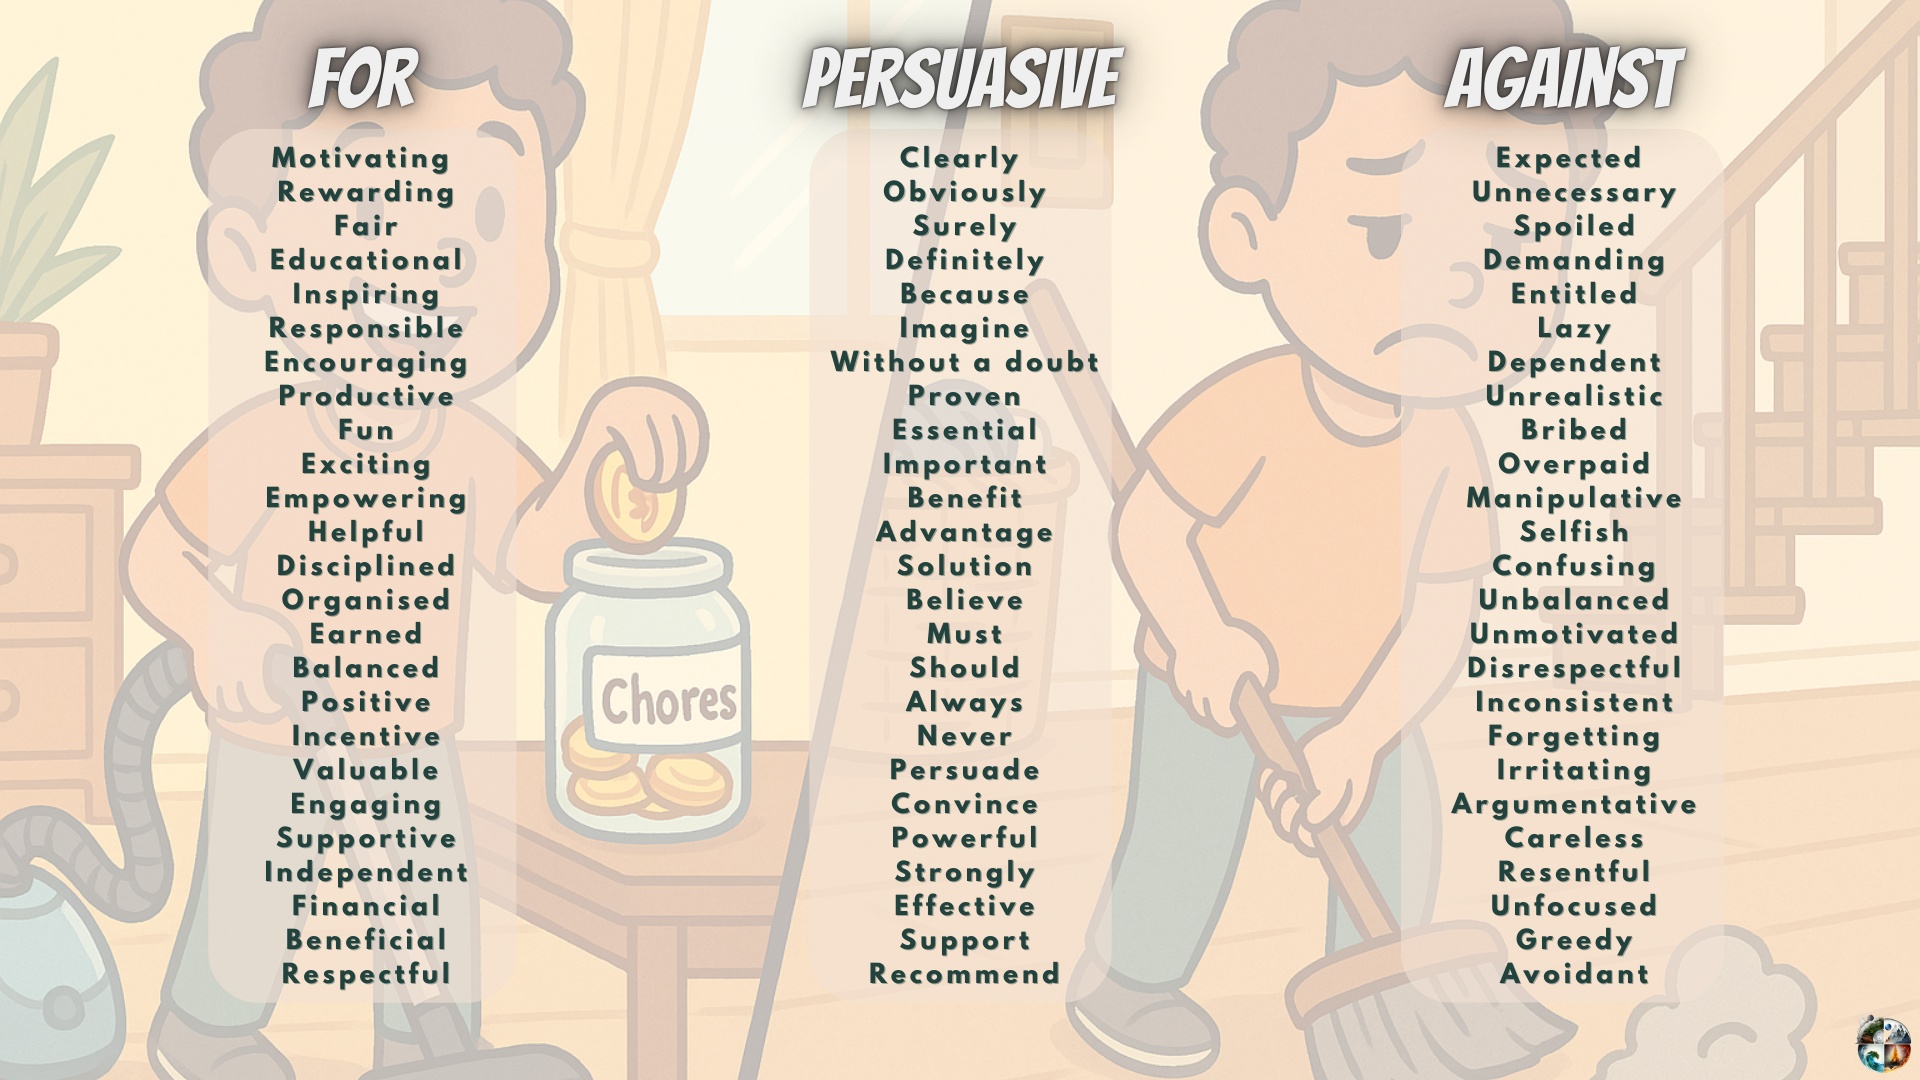 FOR
Motivating
Rewarding
Fair
Educational
Inspiring
Responsible
Encouraging
Productive
Fun
Exciting
Empowering
Helpful
Disciplined
Organised
Earned
Balanced
Positive
Incentive
Valuable
Engaging
Supportive
Independent
Financial
Beneficial
Respectful
Chores
PERSUASIVE
Clearly
Obviously
Surely
Definitely
Because
Imagine
Without a doubt
Proven
Essential
Important
Benefit
Advantage
Solution
Believe
Must
Should
Always
Never
Persuade
Convince
Powerful
Strongly
Effective
Support
Recommend
AGAINST
Expected
Unnecessary
Spoiled
Demanding
Entitled
Lazy
Dependent
Unrealistic
Bribed
Overpaid
Manipulative
Selfish
Confusing
Unbalanced
Unmotivated
Disrespectful
Inconsistent
Forgetting
Irritating
Argumentative
Careless
Resentful
Unfocused
Greedy
Avoidant